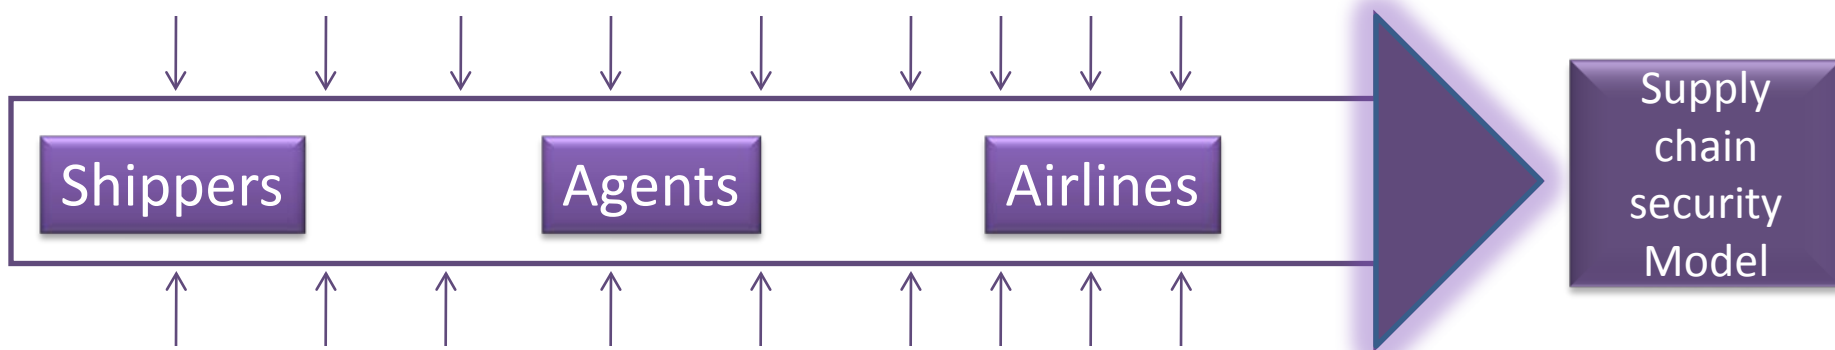 Shippers
Agents
Airlines
Supply
chain
security
Model